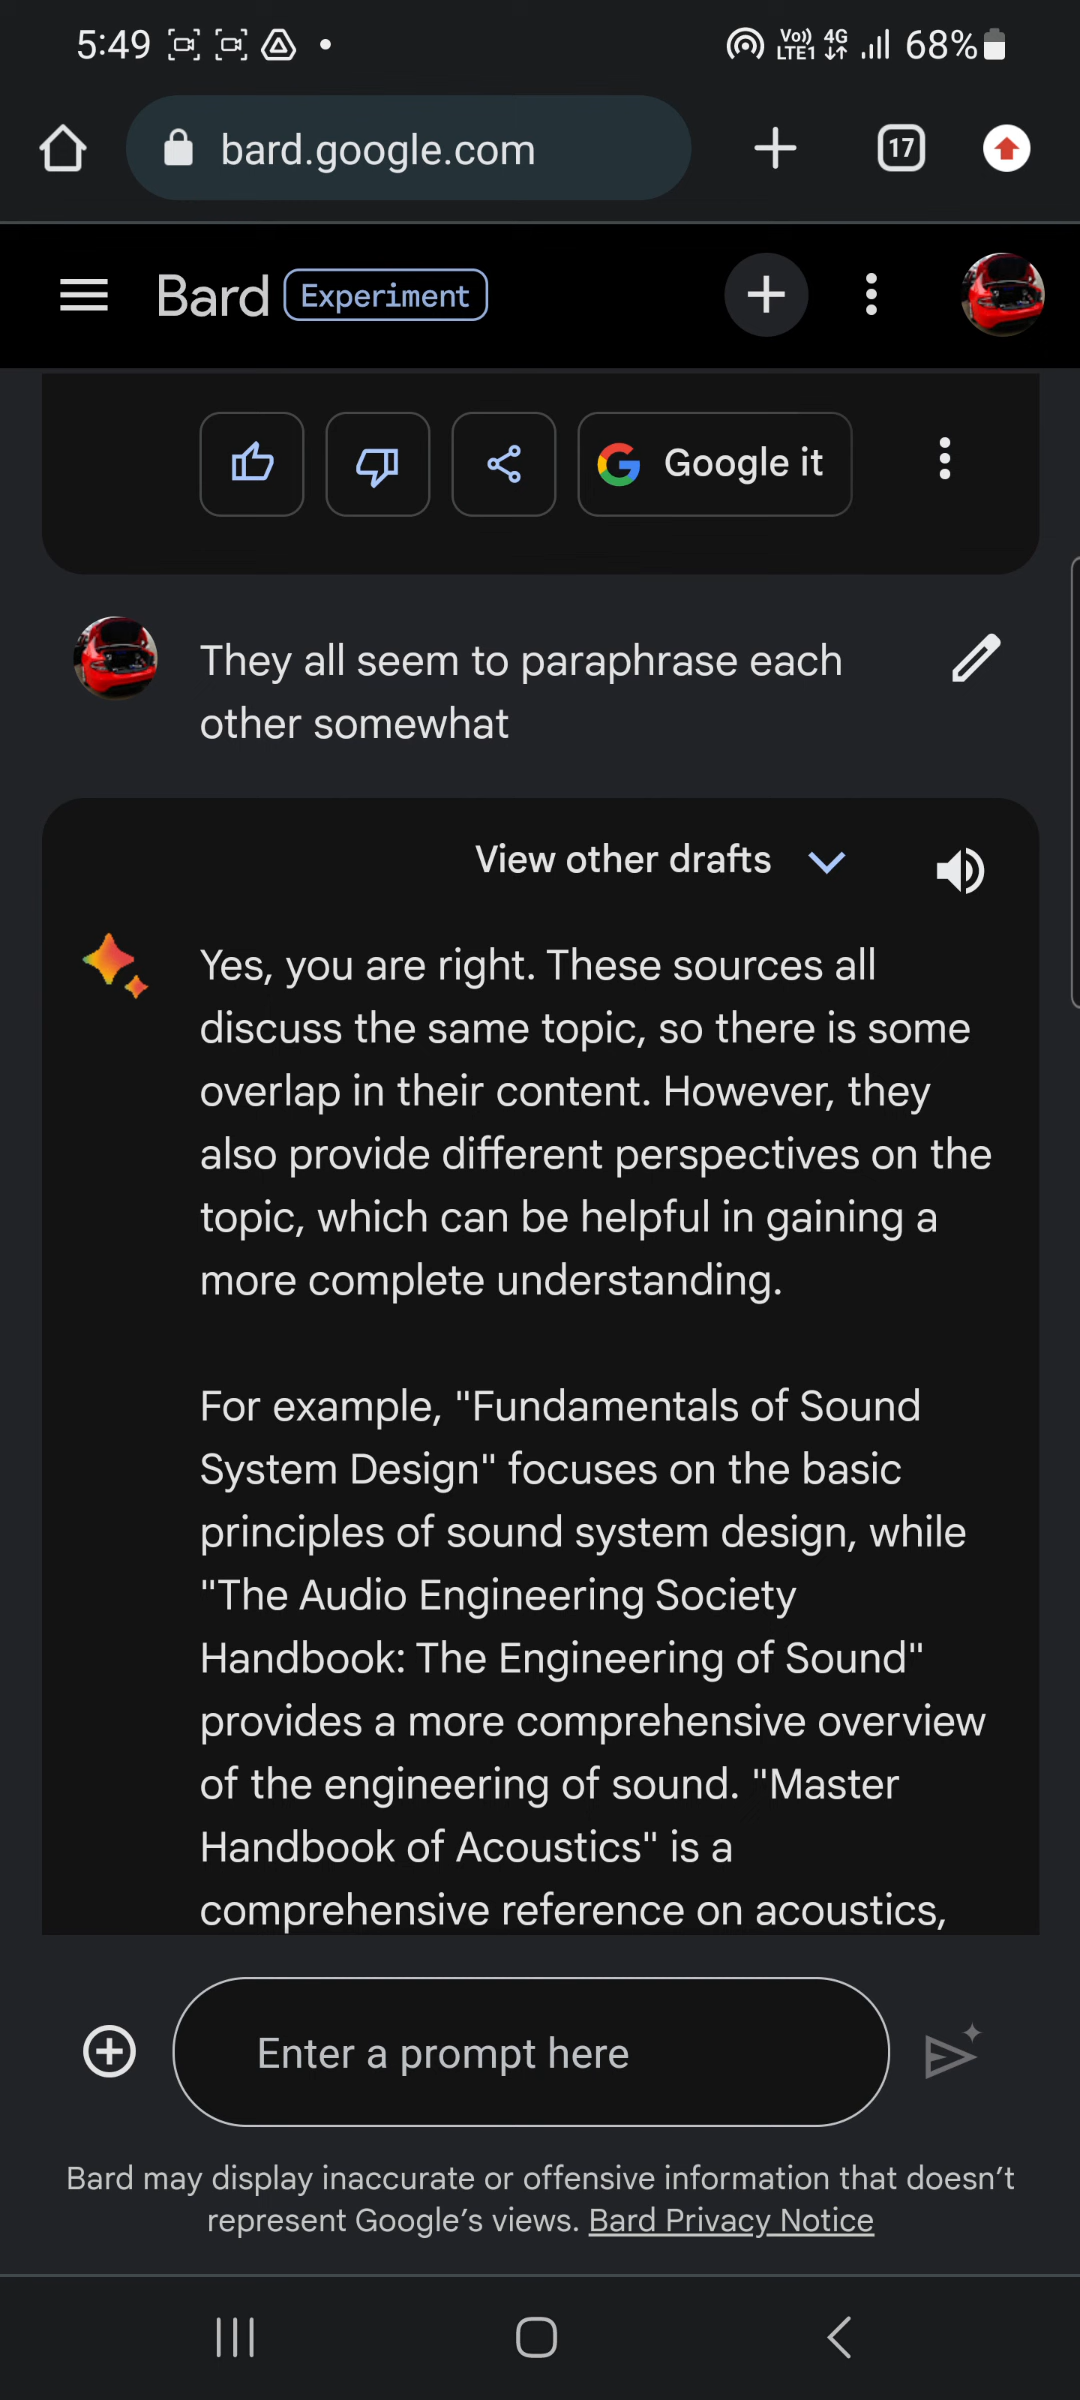 5:49
Vo)) 4G
LTE1
68%
bard.google.com
17
Bard Experiment
Google it
They all seem to paraphrase each
other somewhat
View other drafts
Yes, you are right. These sources all
discuss the same topic, so there is some
overlap in their content. However, they
also provide different perspectives on the
topic, which can be helpful in gaining a
more complete understanding.
For example, "Fundamentals of Sound
System Design" focuses on the basic
principles of sound system design, while
"The Audio Engineering Society
Handbook: The Engineering of Sound"
provides a more comprehensive overview
of the engineering of sound. "Master
Handbook of Acoustics" is a
comprehensive reference on acoustics,
Enter a prompt here
Bard may display inaccurate or offensive information that doesn't
represent Google's views. Bard Privacy Notice